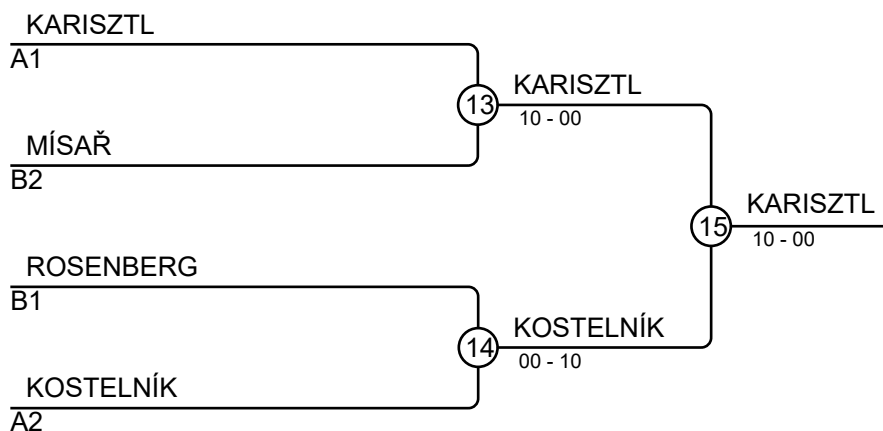 KARISZTL
A1
13
KARISZTL
10 - 00
MÍSAŘ
B2
15
KARISZTL
10 - 00
ROSENBERG
B1
14
KOSTELNÍK
00 - 10
KOSTELNÍK
A2